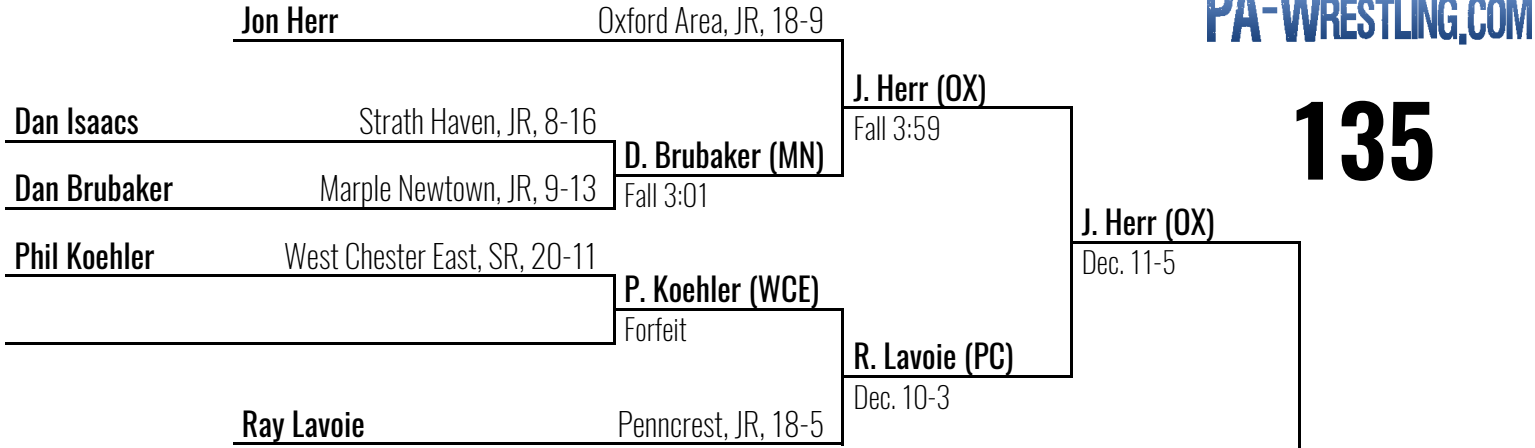 Jon Herr Oxford Area, JR, 18-9
PA-WRESTLING.COM
J. Herr (OX)
Fall 3:59
135
Dan Isaacs Strath Haven, JR, 8-16
D. Brubaker (MN)
Fall 3:01
Dan Brubaker Marple Newtown, JR, 9-13
J. Herr (OX)
Dec. 11-5
Phil Koehler West Chester East, SR, 20-11
P. Koehler (WCE)
Forfeit
R. Lavoie (PC)
Dec. 10-3
Ray Lavoie Penncrest, JR, 18-5